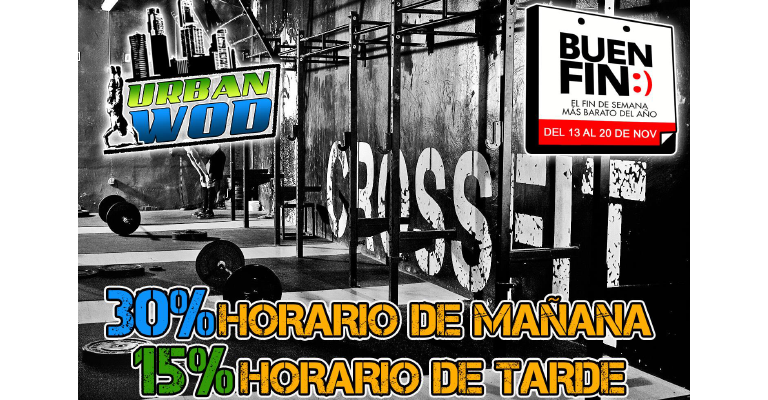 URBAN
WOD
BUEN
FIN:)
EL FIN DE SEMANA
MÁS BARATO DEL AÑO
DEL 13 AL 20 DE NOV
CROSSFIT
30% HORARIO DE MAÑANA
15% HORARIO DE TARDE